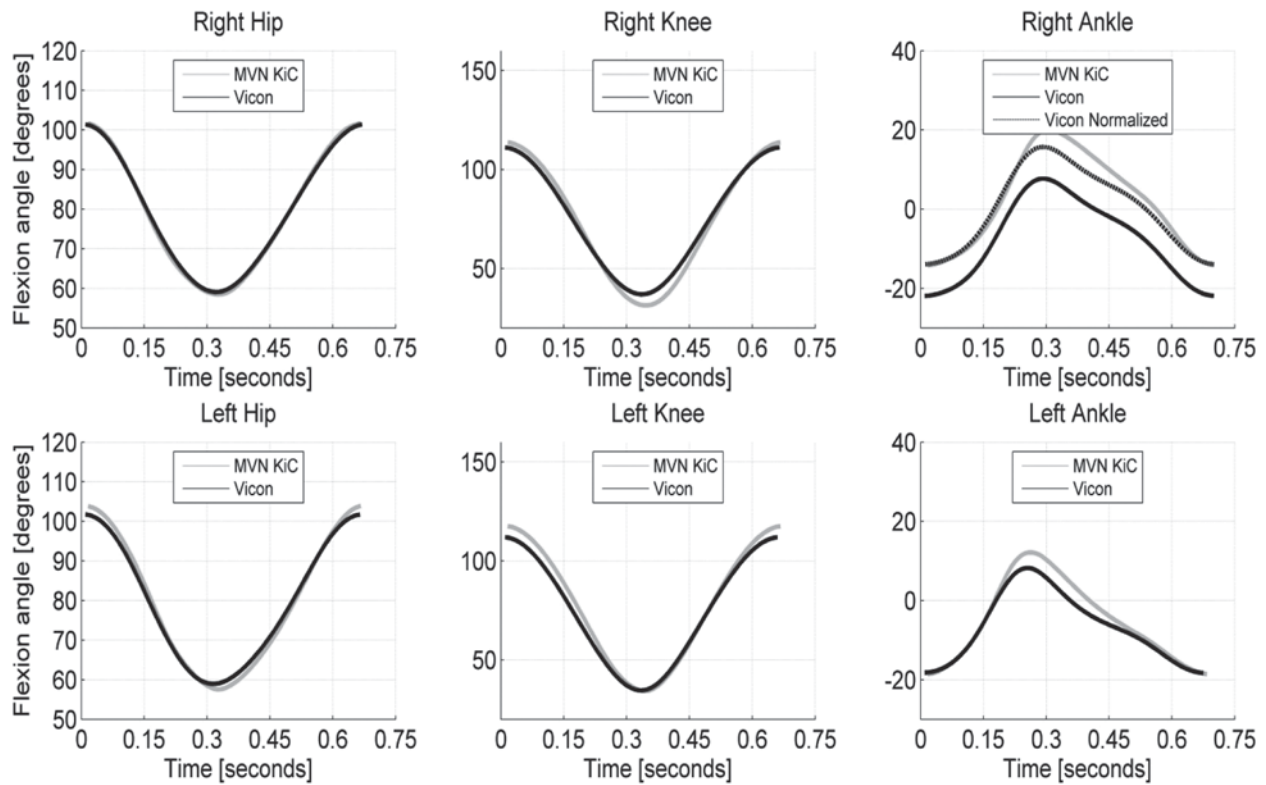 Right Hip
Right Knee
Right Ankle
Flexion angle [degrees]
120
110
100
90
80
70
60
50
MVN KiC
Vicon
0 0.15 0.3 0.45 0.6 0.75
Time [seconds]
150
100
50
MVN KiC
Vicon
0 0.15 0.3 0.45 0.6 0.75
Time [seconds]
40
20
0
-20
MVN KiC
Vicon
Vicon Normalized
0 0.15 0.3 0.45 0.6 0.75
Time [seconds]
Left Hip
Left Knee
Left Ankle
Flexion angle [degrees]
120
110
100
90
80
70
60
50
MVN KiC
Vicon
0 0.15 0.3 0.45 0.6 0.75
Time [seconds]
150
100
50
MVN KiC
Vicon
0 0.15 0.3 0.45 0.6 0.75
Time [seconds]
40
20
0
-20
MVN KiC
Vicon
0 0.15 0.3 0.45 0.6 0.75
Time [seconds]